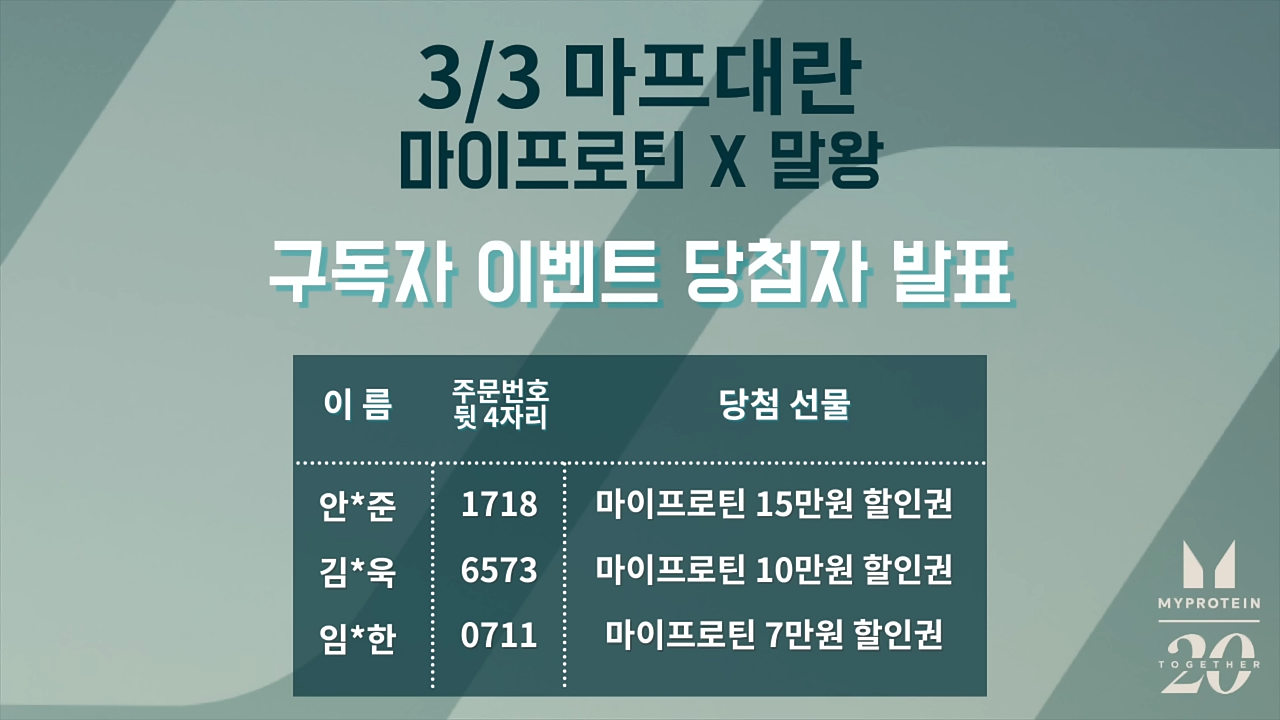 3/3 마프대란
마이프로틴 X 말왕
구독자 이벤트 당첨자 발표
이 름 주문번호 뒷 4자리 당첨 선물
안*준 1718 마이프로틴 15만원 할인권
김*욱 6573 마이프로틴 10만원 할인권
임*한 0711 마이프로틴 7만원 할인권
MYPROTEIN
20
TOGETHER